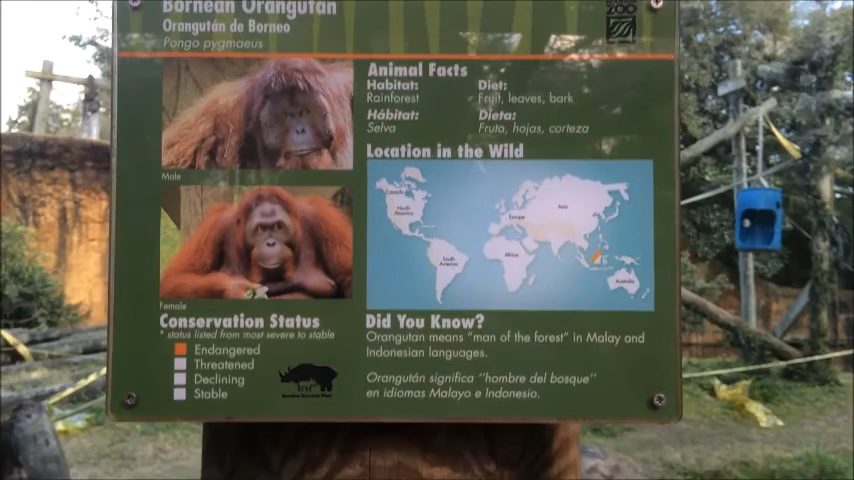 Bornean Orangutan
Orangután de Borneo
Pongo pygmaeus
ZOO
Animal Facts
Habitat:
Rainforest
Hábitat:
Selva
Diet:
Fruit, leaves, bark
Dieta:
Fruta, hojas, corteza
Male
Location in the Wild
Canada
North
America
South
America
Europe
Africa
Asia
Australia
Female
Conservation Status
* status listed from most severe to stable
Endangered
Threatened
Declining
Stable
Did You Know?
Orangutan means "man of the forest" in Malay and
Indonesian languages.
Orangután significa "hombre del bosque"
en idiomas Malayo e Indonesio.